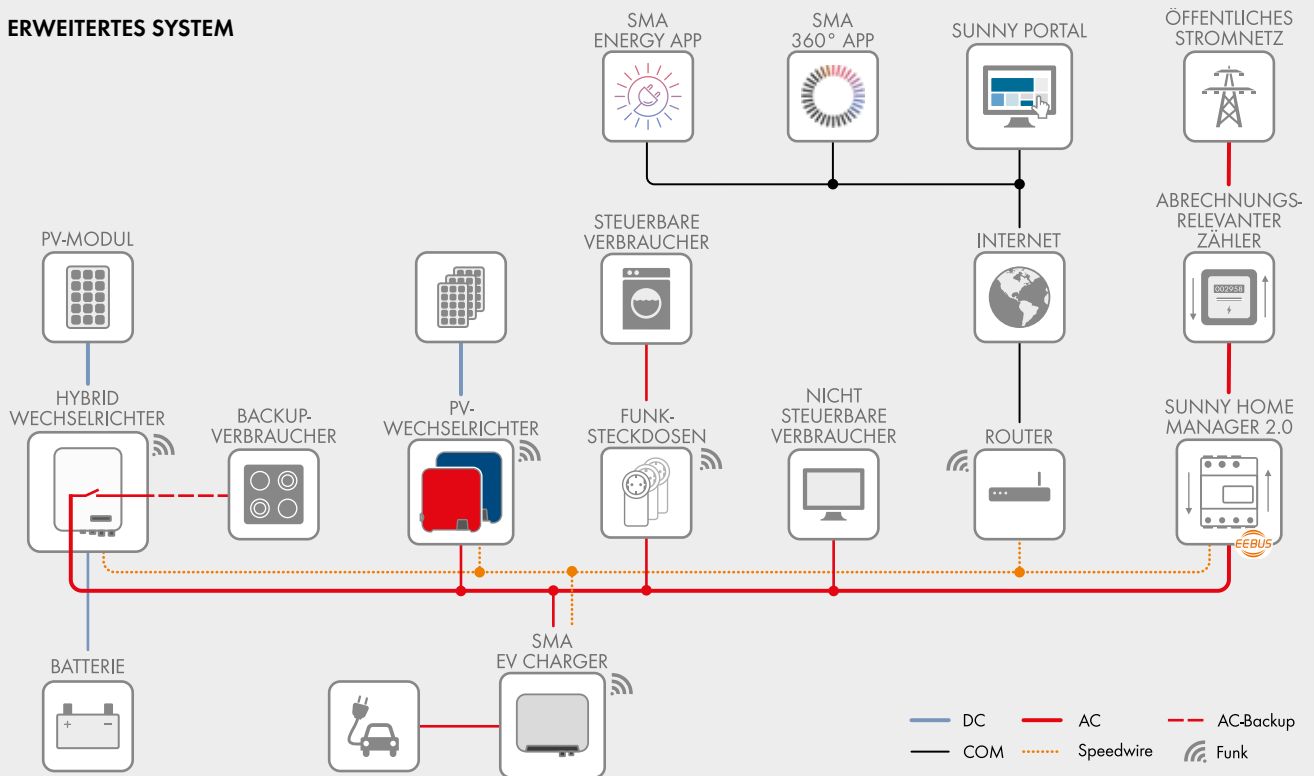 ERWEITERTES SYSTEM
SMA
ENERGY APP
SMA
360° APP
SUNNY PORTAL
ÖFFENTLICHES
STROMNETZ
PV-MODUL
STEUERBARE
VERBRAUCHER
INTERNET
ABRECHNUNGS-
RELEVANTER
ZÄHLER
002958
HYBRID
WECHSELRICHTER
BACKUP-
VERBRAUCHER
PV-
WECHSELRICHTER
FUNK-
STECKDOSEN
NICHT
STEUERBARE
VERBRAUCHER
ROUTER
SUNNY HOME
MANAGER 2.0
EEBUS
BATTERIE
+ −
SMA
EV CHARGER
DC
AC
AC-Backup
COM
Speedwire
Funk